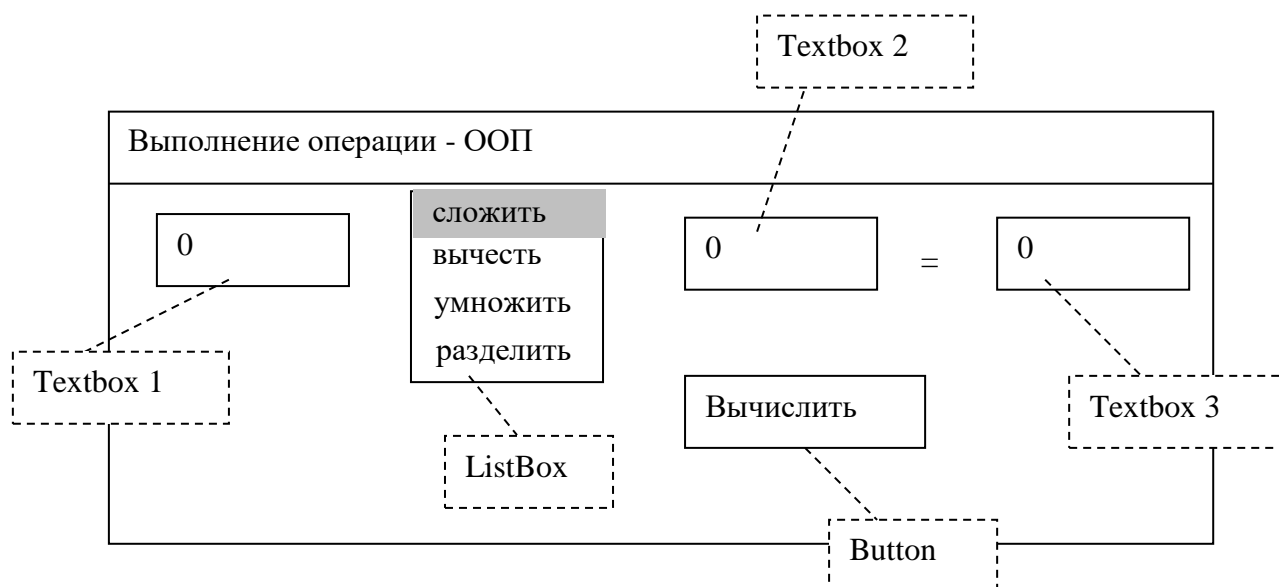 Textbox 2
Выполнение операции - ООП
0
сложить
вычесть
умножить
разделить
0
=
0
Textbox 1
Вычислить
Textbox 3
ListBox
Button